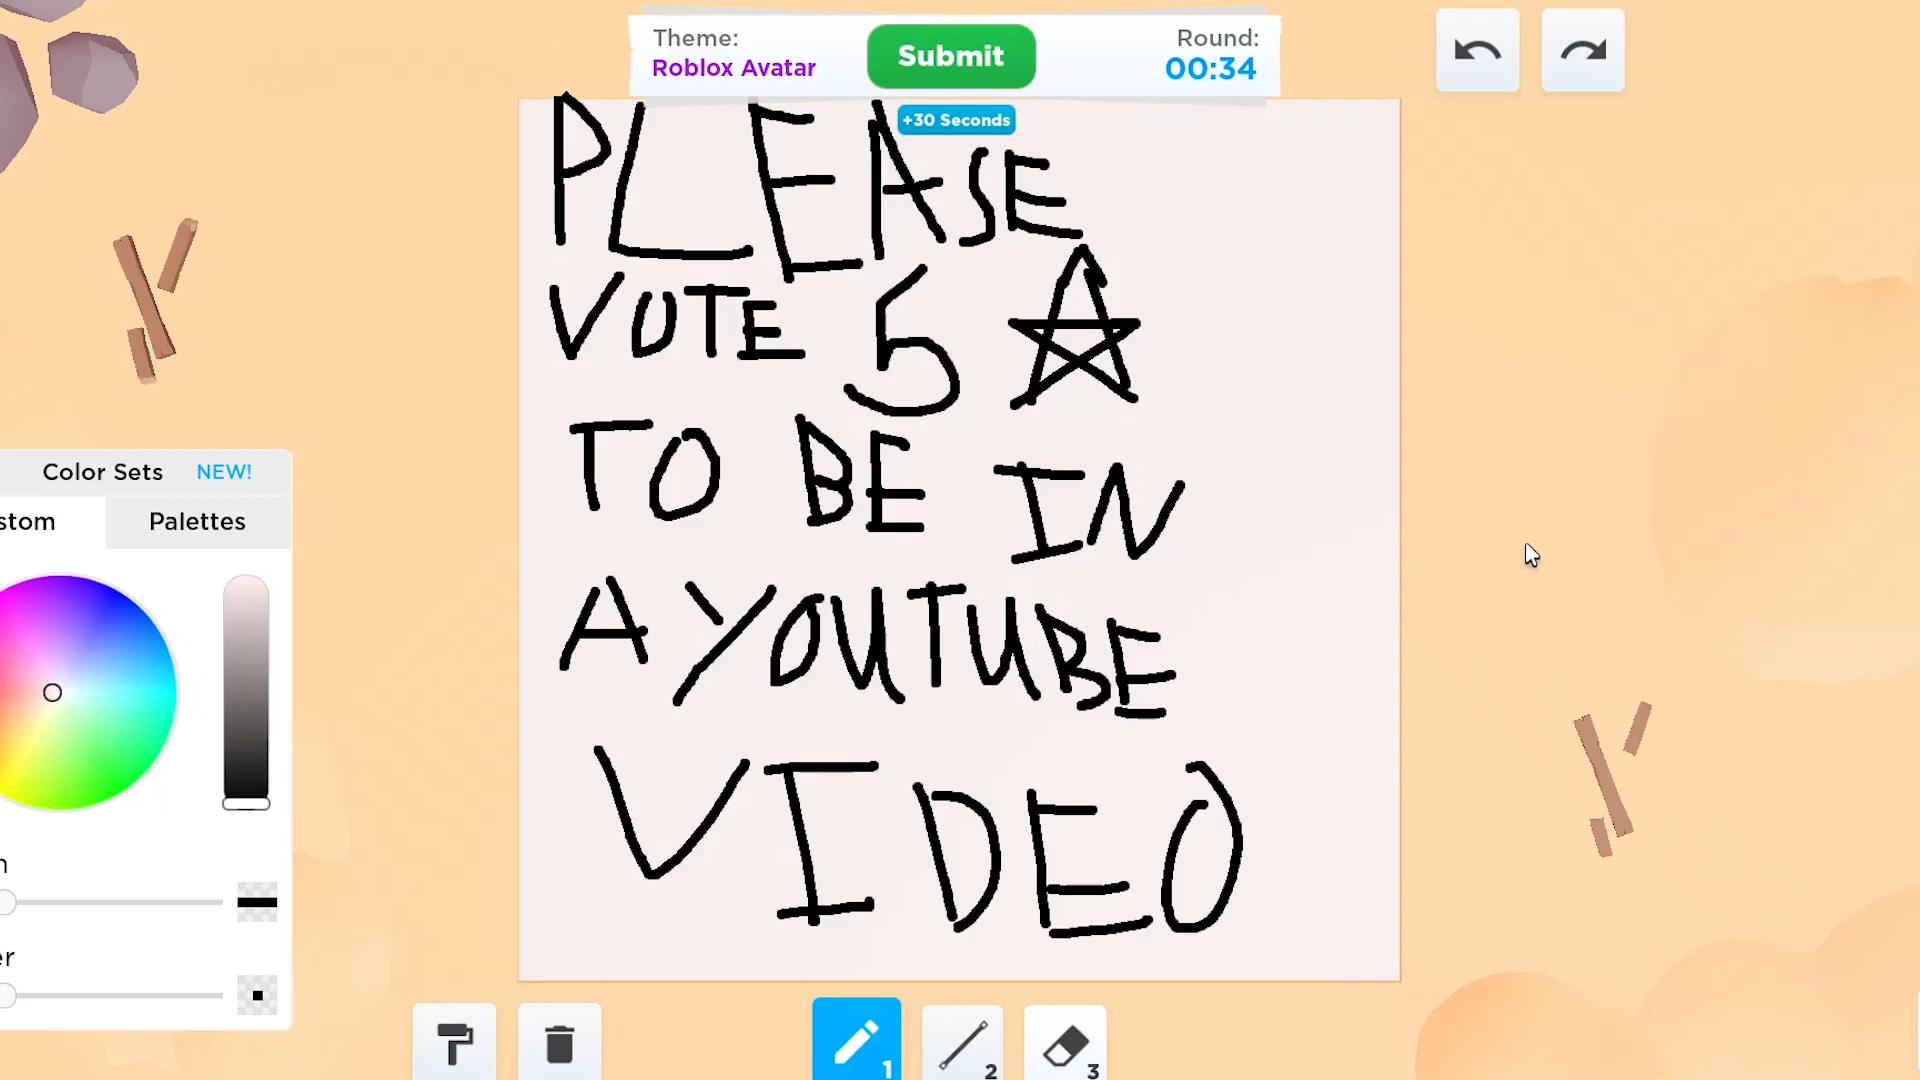 Theme:
Roblox Avatar
Submit
Round:
00:34
+30 Seconds
PLEASE
VOTE 5
TO BE IN
A YOUTUBE
VIDEO
Color Sets NEW!
stom Palettes
n
er
1
2
3